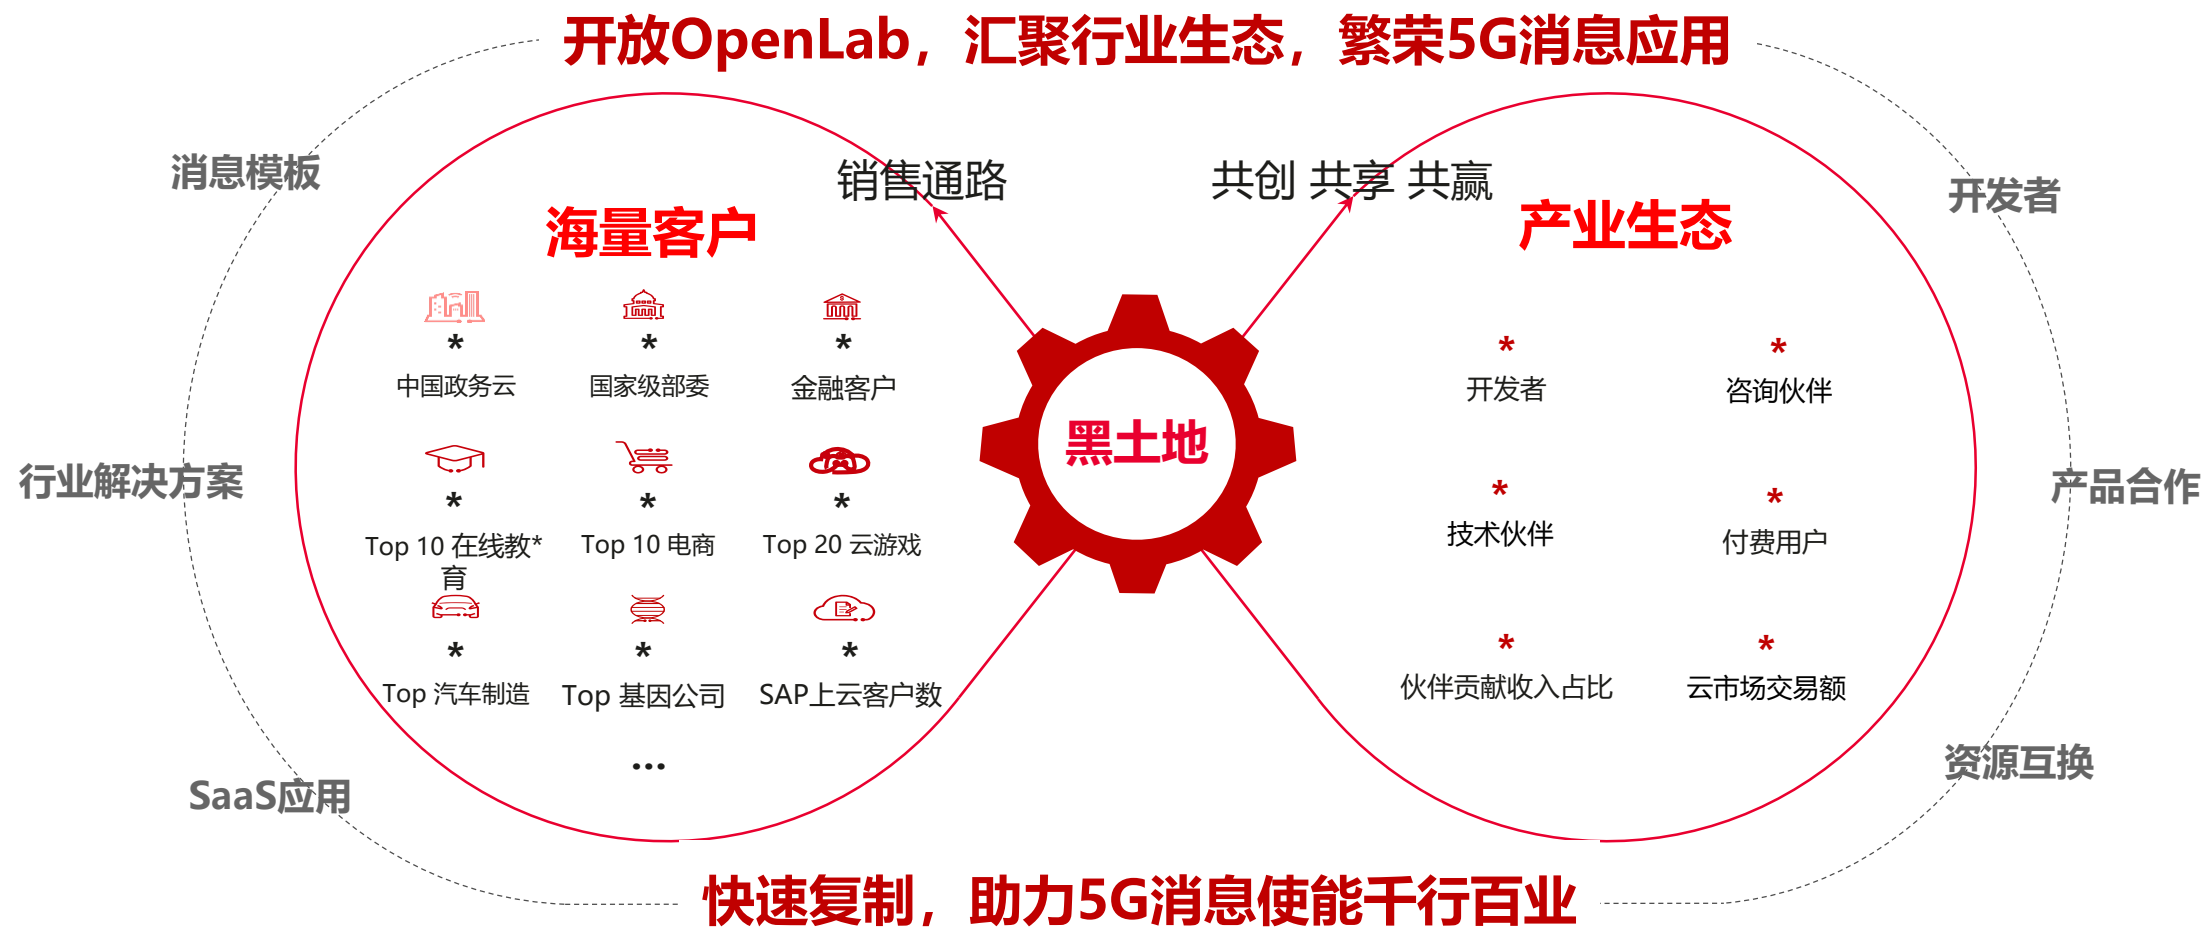 开放OpenLab，汇聚行业生态，繁荣5G消息应用
消息模板
行业解决方案
SaaS应用
销售通路
海量客户
*
中国政务云
*
国家级部委
*
金融客户
*
Top 10 在线教*
育
*
Top 10 电商
*
Top 20 云游戏
*
Top 汽车制造
*
Top 基因公司
*
SAP上云客户数
...
黑土地
共创 共享 共赢
产业生态
*
开发者
*
咨询伙伴
*
技术伙伴
*
付费用户
*
伙伴贡献收入占比
*
云市场交易额
开发者
产品合作
资源互换
快速复制，助力5G消息使能千行百业